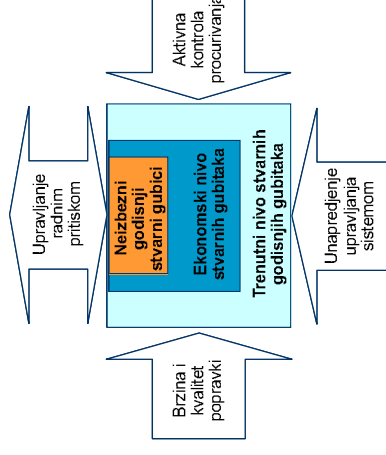 Upravljanje
radnim
pritiskom
Brzina i
kvalitet
popravki
Neizbezni
godisnji
stvarni gubici
Ekonomski nivo
stvarnih gubitaka
Trenutni nivo stvarnih
godisnjih gubitaka
Aktivna
kontrola
procurivanja
Unapredjenje
upravljanja
sistemom